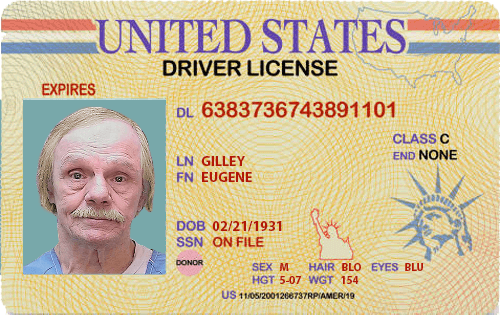 UNITED STATES
DRIVER LICENSE
EXPIRES
DL 6383736743891101
CLASS C
END NONE
LN GILLEY
FN EUGENE
DOB 02/21/1931
SSN ON FILE
DONOR
SEX M HAIR BLO EYES BLU
HGT 5-07 WGT 154
US 11/05/2001266737RP/AMER/19